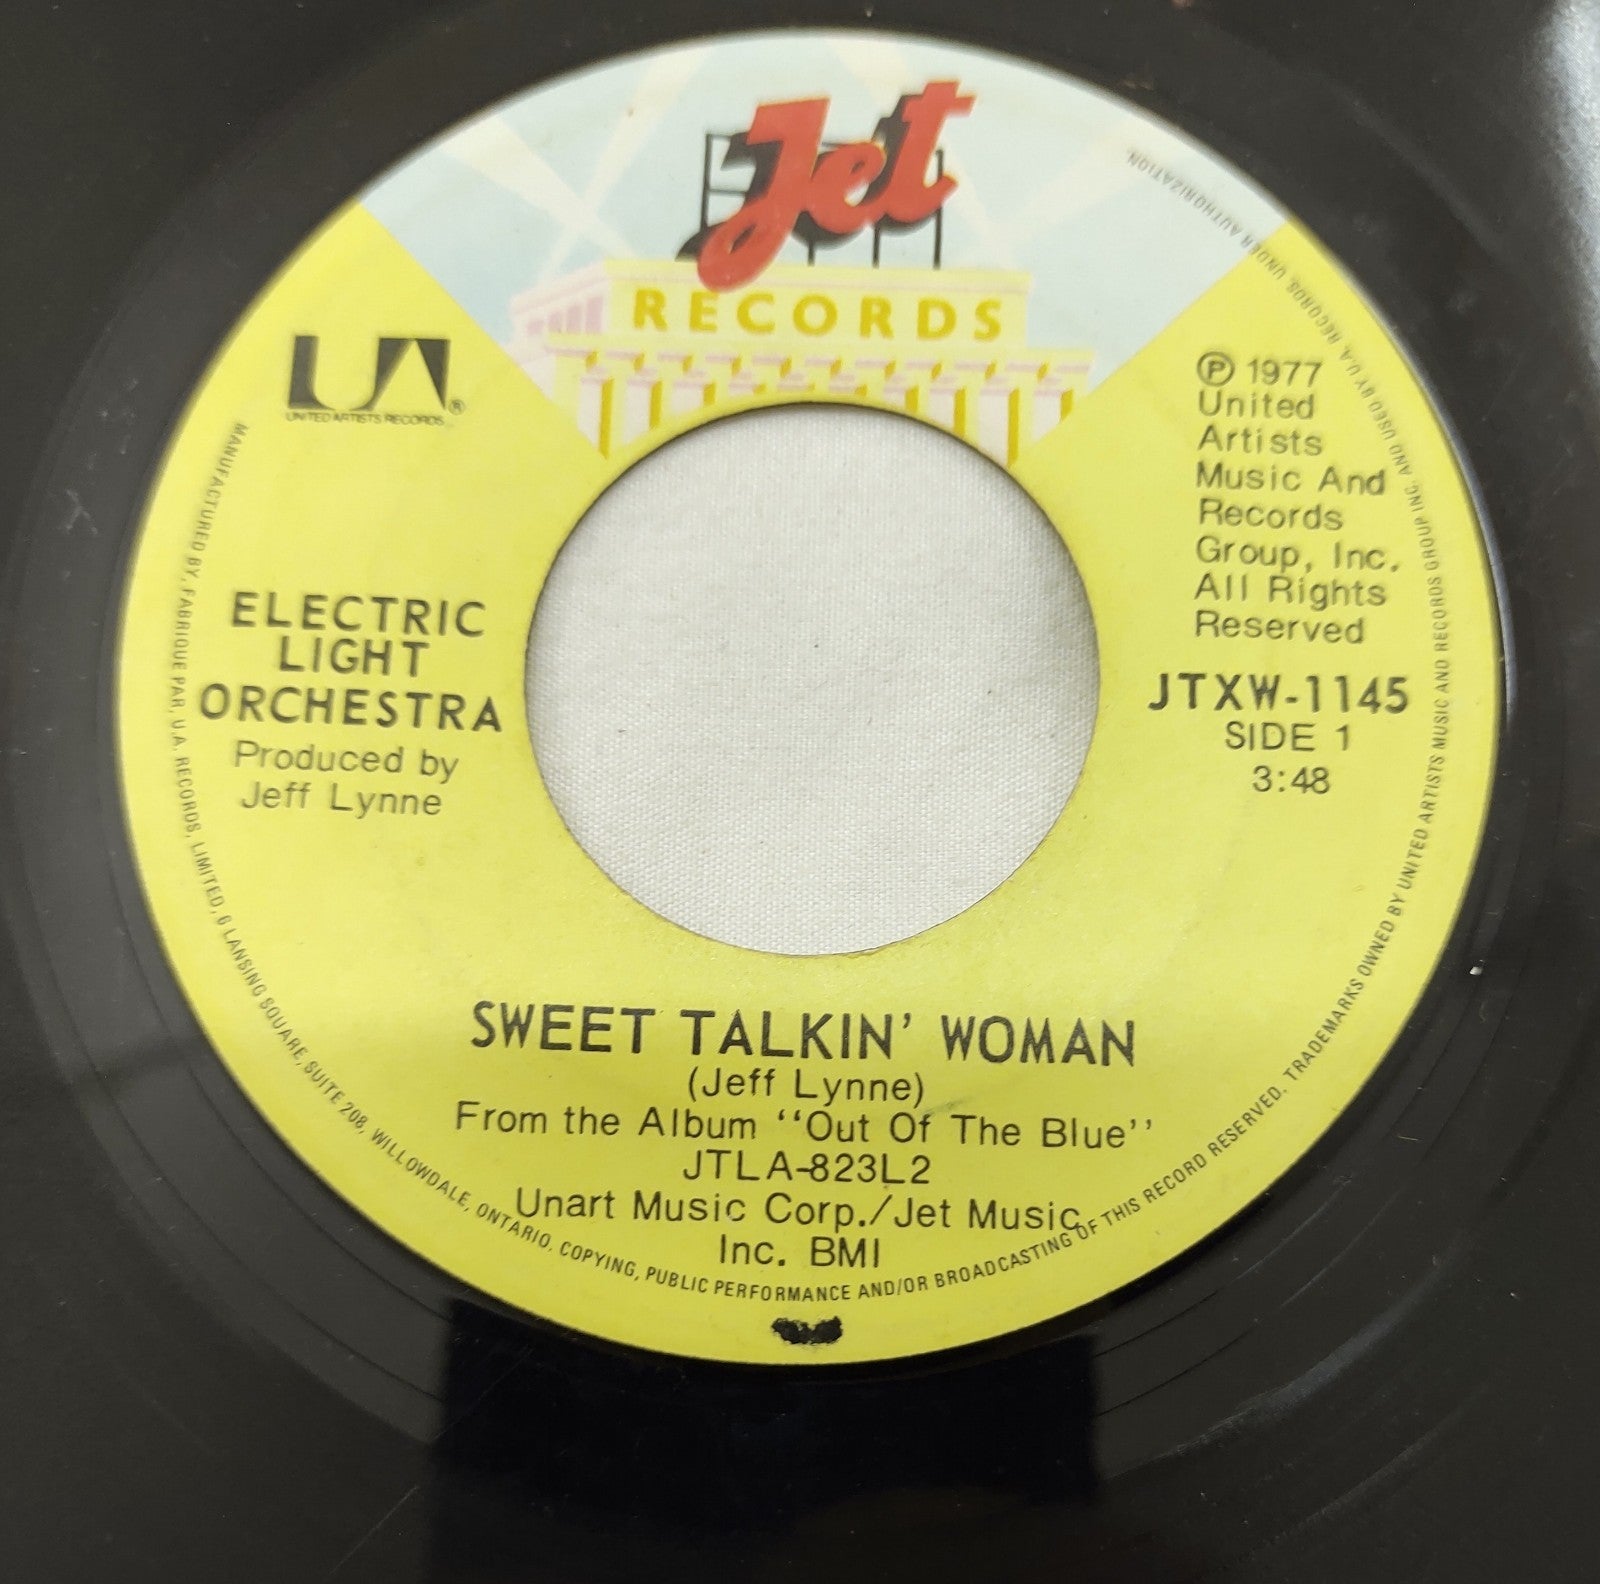 Jet
RECORDS
UA
UNITED ARTISTS RECORDS ®
℗ 1977
United
Artists
Music And
Records
Group, Inc.
All Rights
Reserved
ELECTRIC
LIGHT
ORCHESTRA
Produced by
Jeff Lynne
JTXW-1145
SIDE 1
3:48
SWEET TALKIN' WOMAN
(Jeff Lynne)
From the Album "Out Of The Blue"
JTLA-823L2
Unart Music Corp./Jet Music
Inc. BMI
MANUFACTURED BY, FABRIQUE PAR, U.A. RECORDS, LIMITED, 6 LANSING SQUARE, SUITE 208, WILLOWDALE, ONTARIO, COPYING, PUBLIC PERFORMANCE AND/OR BROADCASTING OF THIS RECORD RESERVED. TRADEMARKS OWNED BY UNITED ARTISTS MUSIC AND RECORDS GROUP INC. AND USED BY U.A. RECORDS, UNDER AUTHORIZATION.